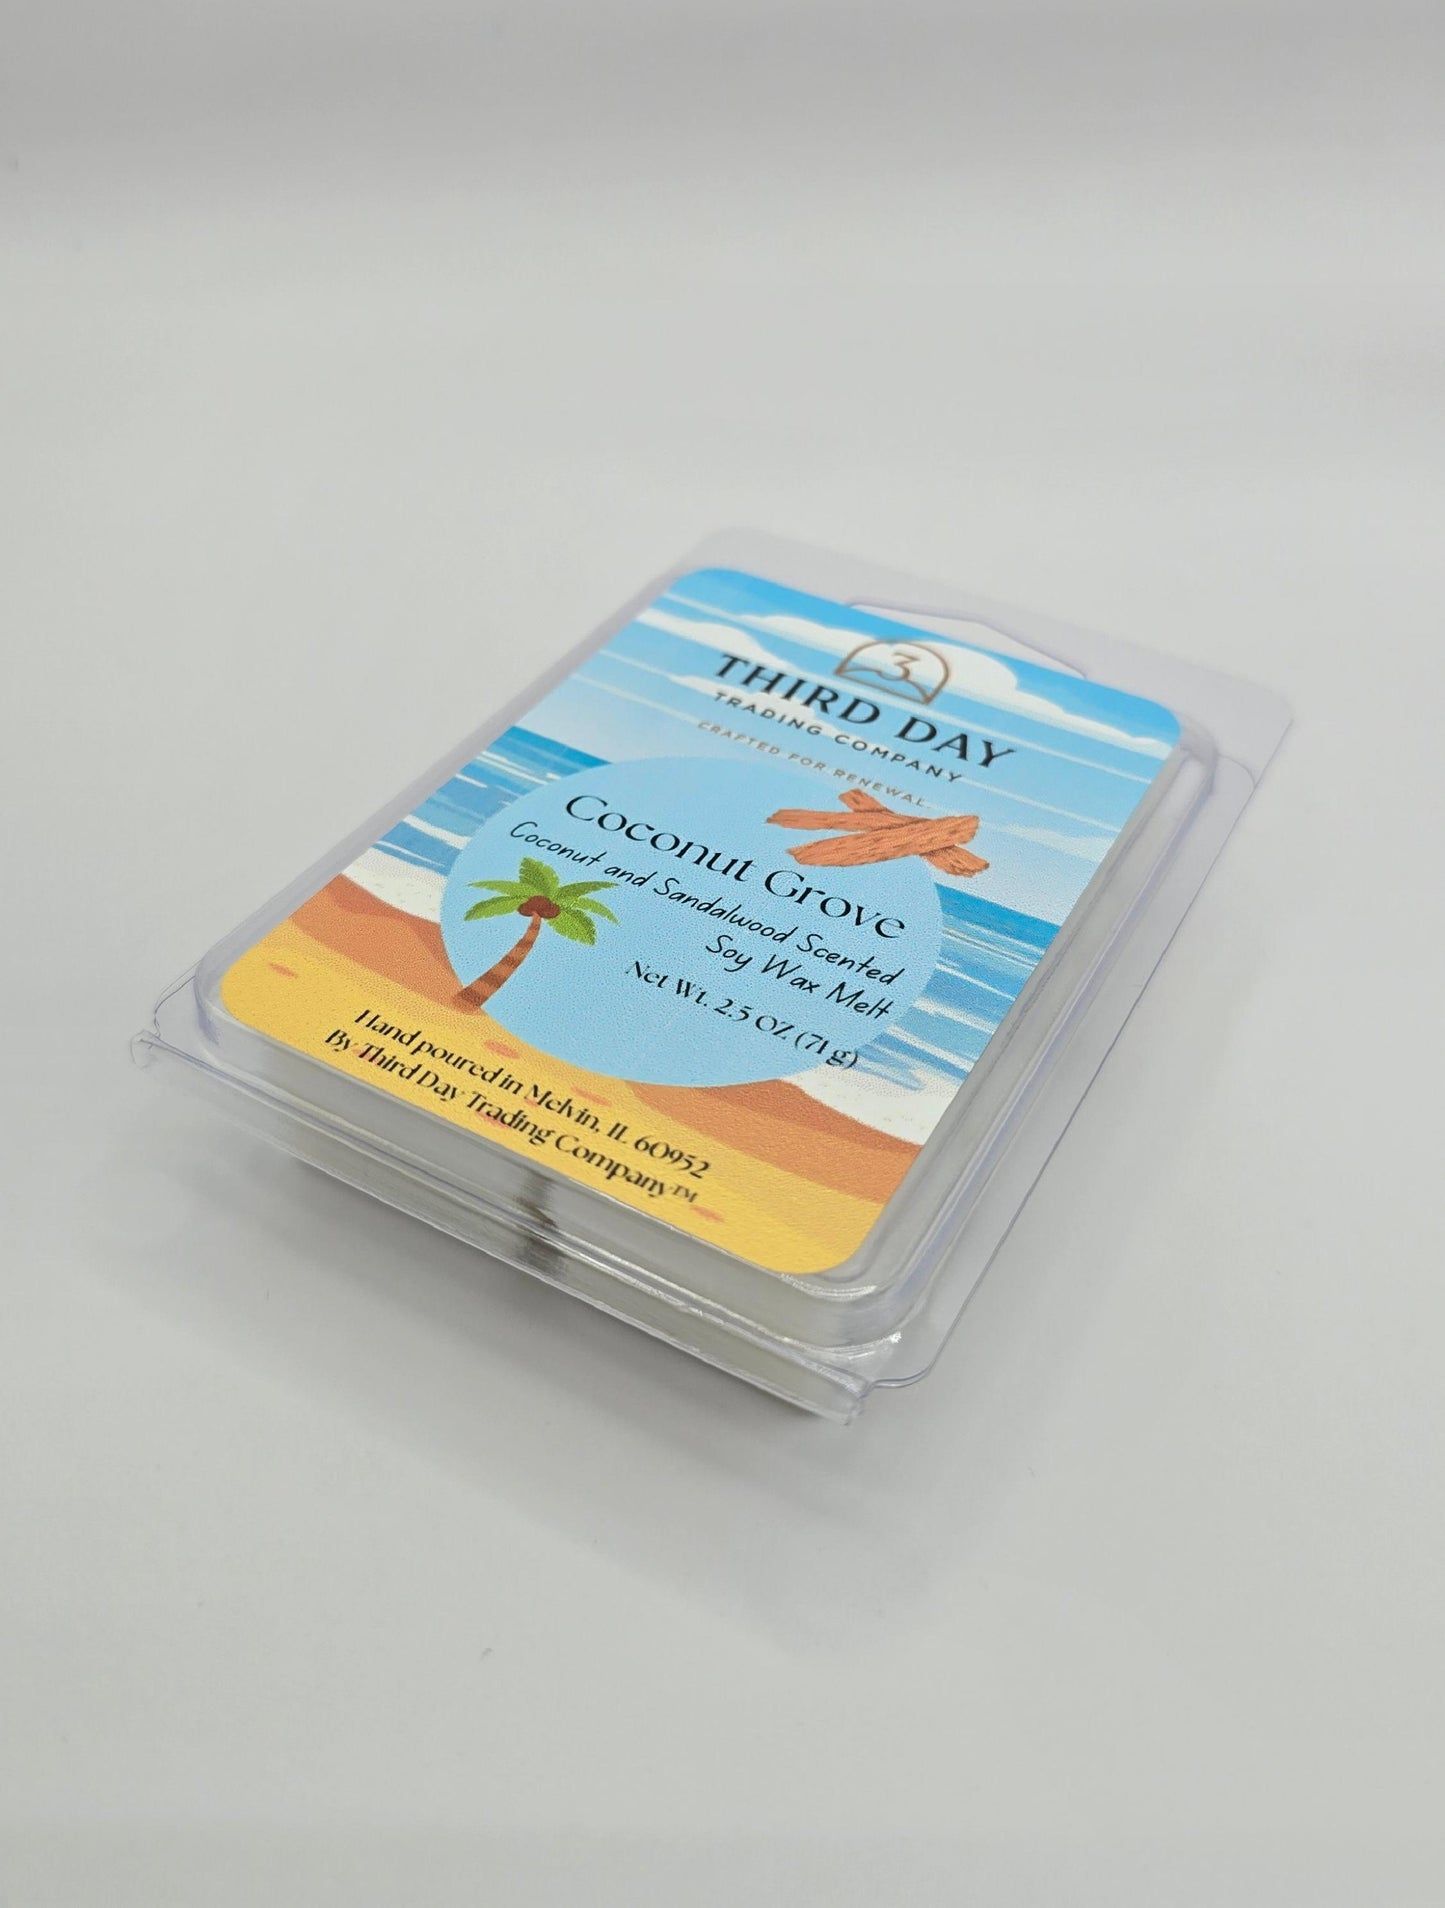 3
THIRD DAY
TRADING COMPANY
CRAFTED FOR RENEWAL
Coconut Grove
Coconut and Sandalwood Scented
Soy Wax Melt
Net Wt. 2.5 OZ. (71 g)
Hand poured in Melvin, IL 60952
By Third Day Trading Company™